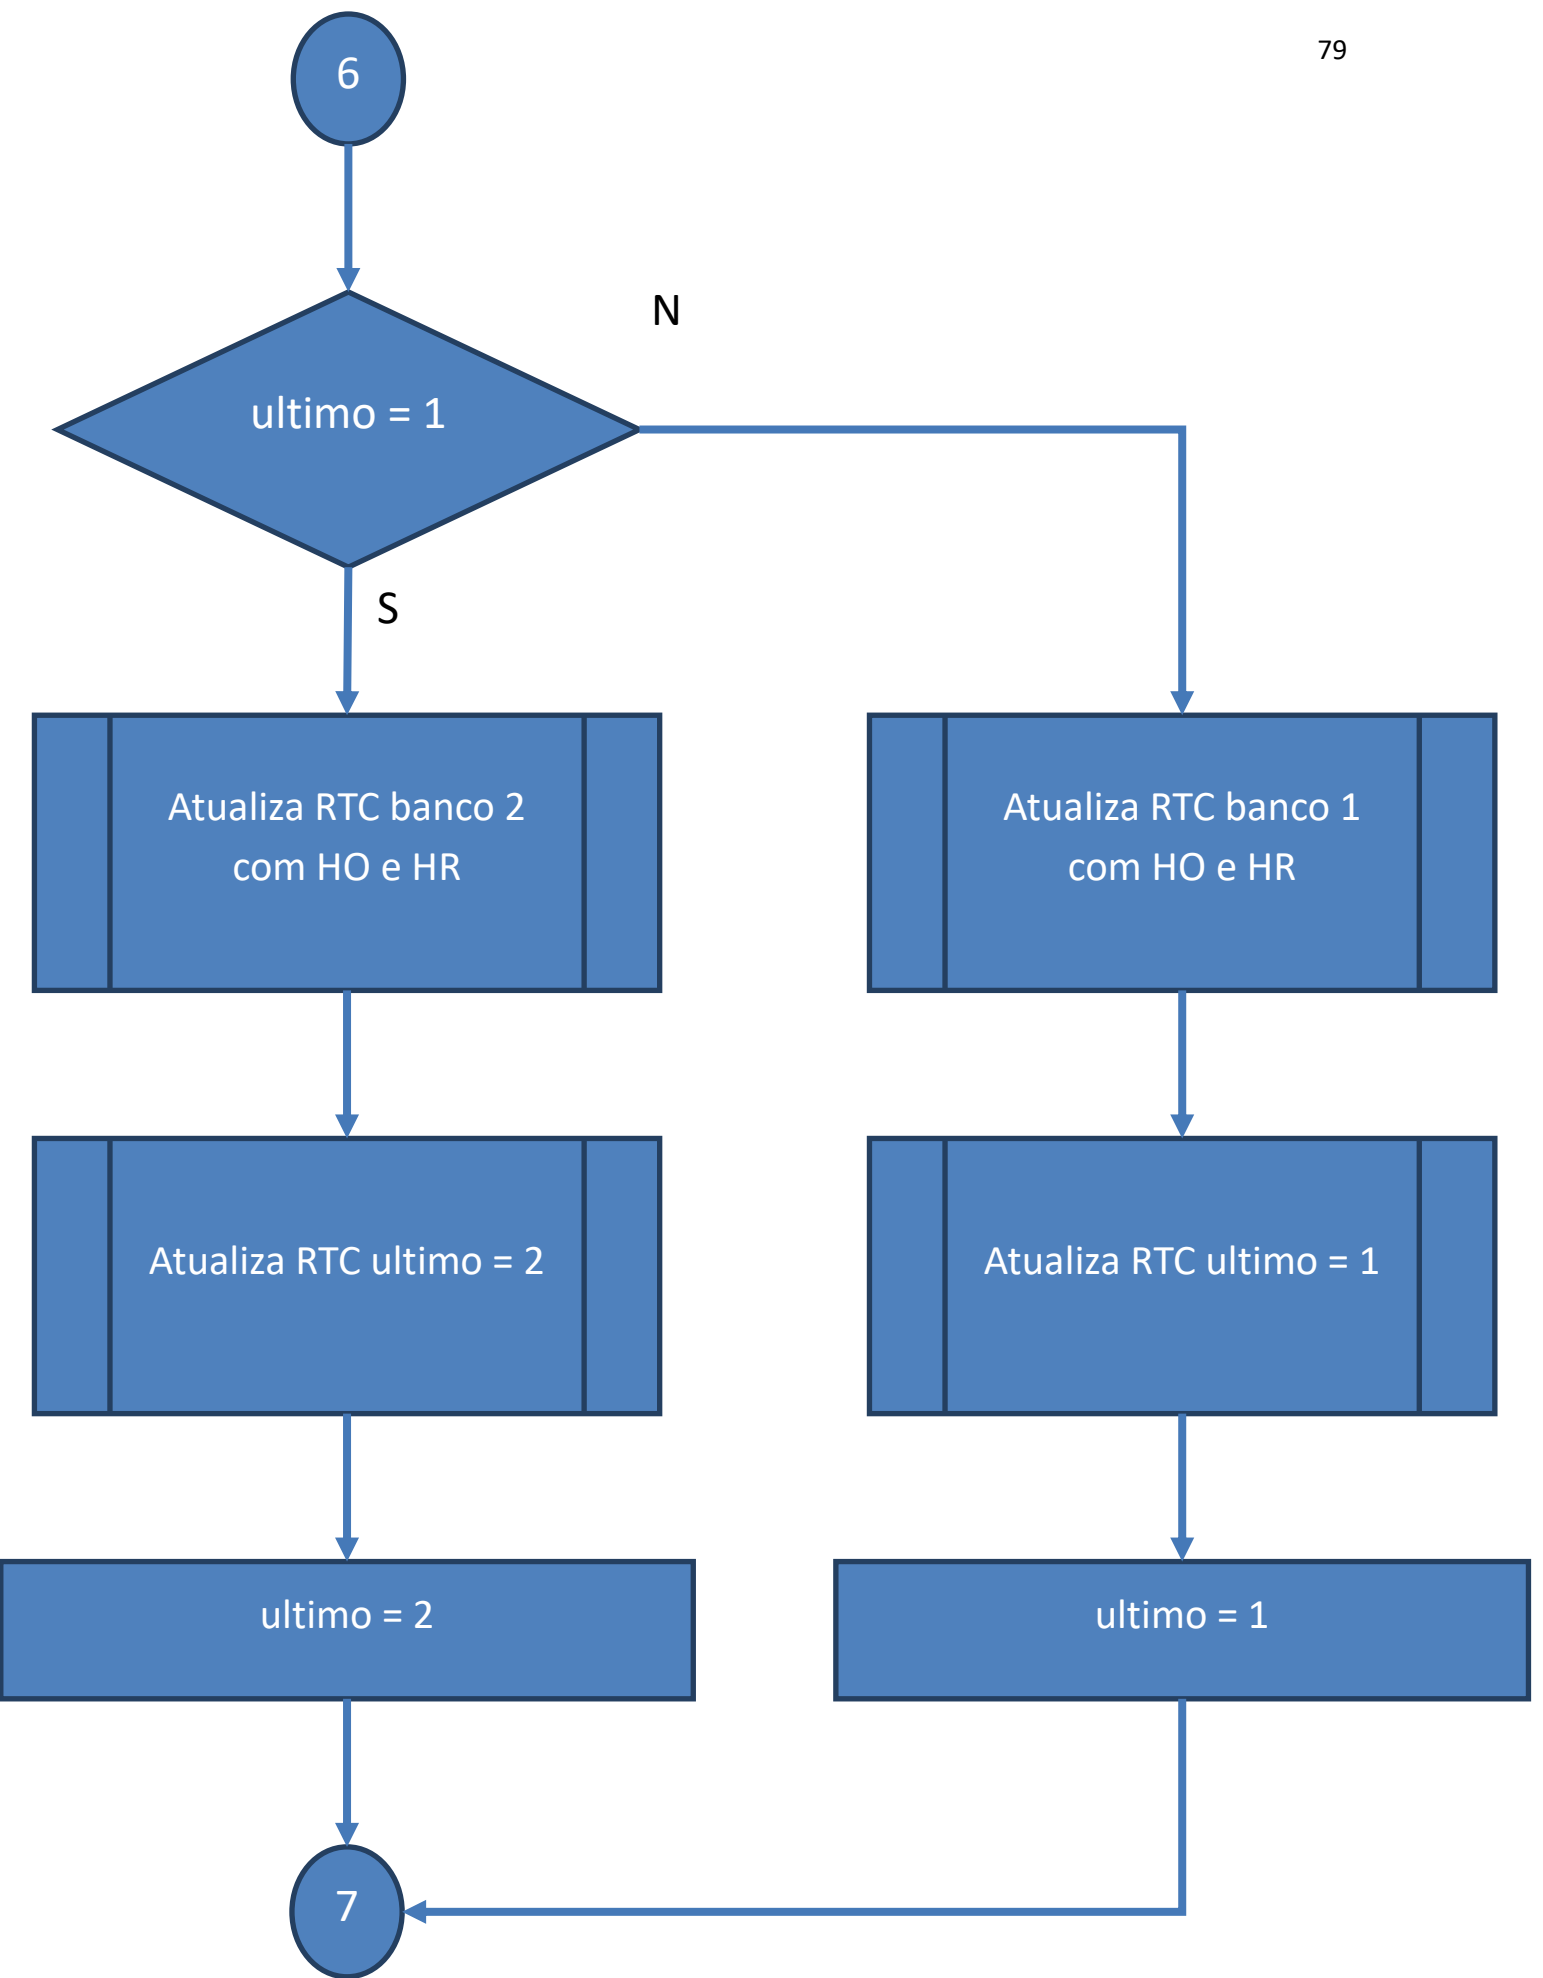 79
6
ultimo = 1
N
S
Atualiza RTC banco 2
com HO e HR
Atualiza RTC banco 1
com HO e HR
Atualiza RTC ultimo = 2
Atualiza RTC ultimo = 1
ultimo = 2
ultimo = 1
7